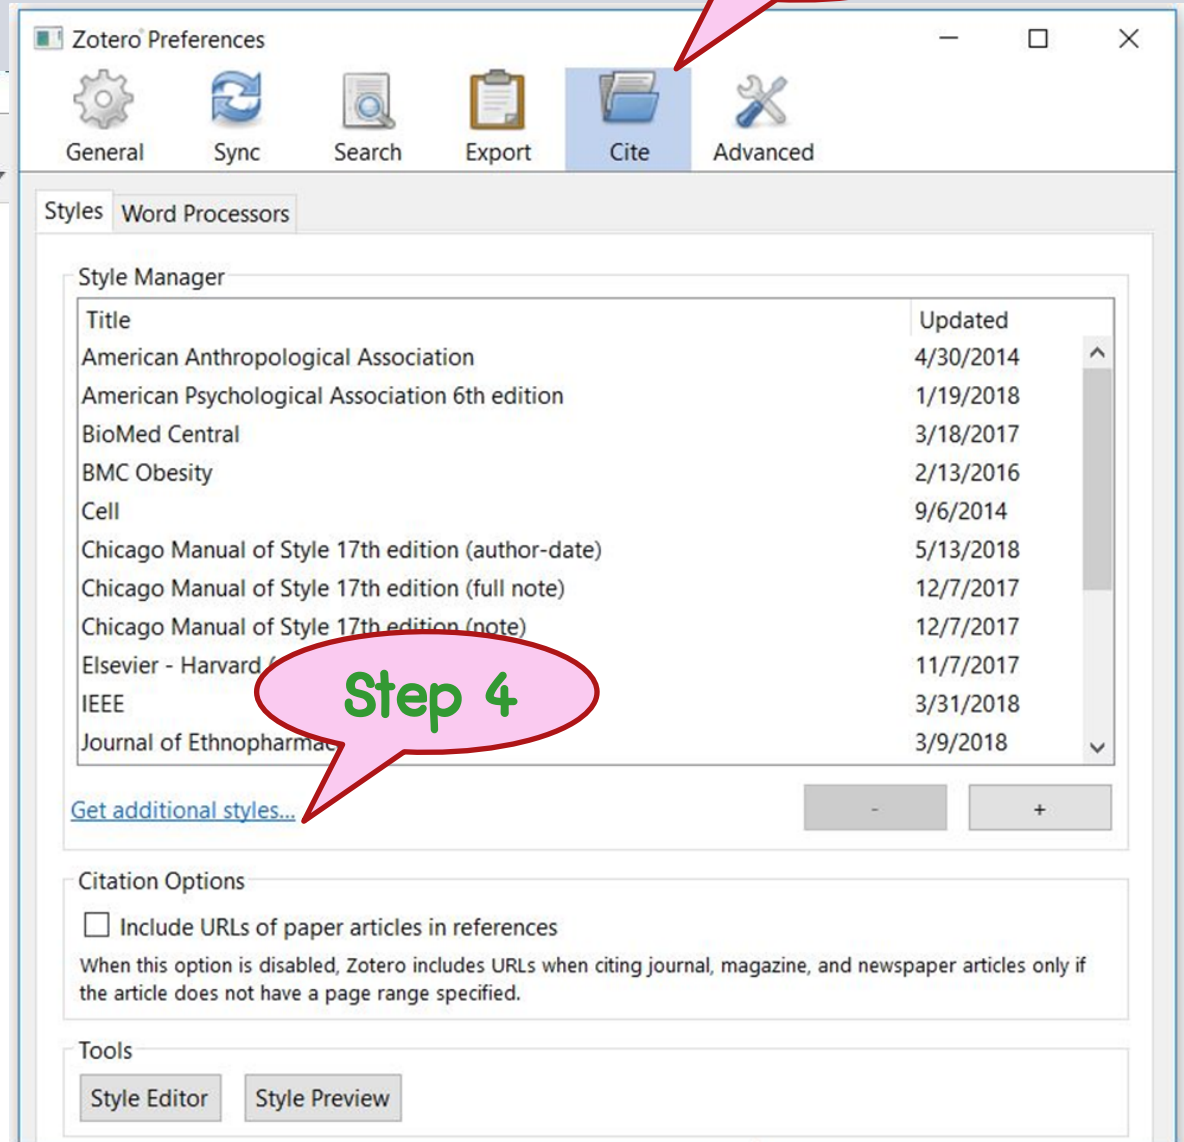 Zotero Preferences
General Sync Search Export Cite Advanced
Styles Word Processors
Style Manager
Title Updated
American Anthropological Association 4/30/2014
American Psychological Association 6th edition 1/19/2018
BioMed Central 3/18/2017
BMC Obesity 2/13/2016
Cell 9/6/2014
Chicago Manual of Style 17th edition (author-date) 5/13/2018
Chicago Manual of Style 17th edition (full note) 12/7/2017
Chicago Manual of Style 17th edition (note) 12/7/2017
Elsevier - Harvard 11/7/2017
IEEE 3/31/2018
Journal of 3/9/2018
Step 4
Get additional styles... - +
Citation Options
Include URLs of paper articles in references
When this option is disabled, Zotero includes URLs when citing journal, magazine, and newspaper articles only if
the article does not have a page range specified.
Tools
Style Editor Style Preview